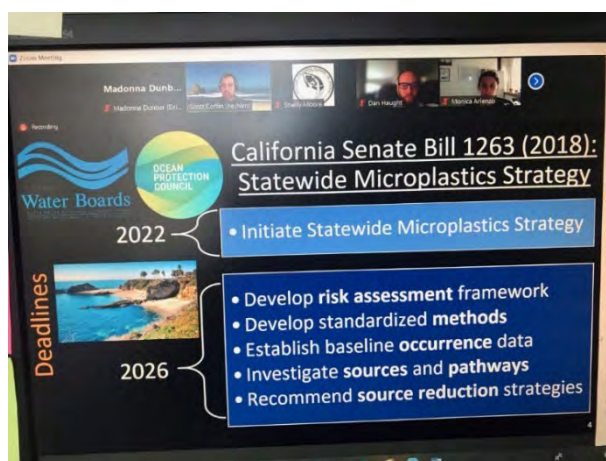 Zoom Meeting
Madonna Dunb...
Shelly Moore
Dan Haught
Monica Arienzo
Recording
Water Boards
OCEAN
PROTECTION
COUNCIL
California Senate Bill 1263 (2018):
Statewide Microplastics Strategy
Deadlines
2022
• Initiate Statewide Microplastics Strategy
2026
• Develop risk assessment framework
• Develop standardized methods
• Establish baseline occurrence data
• Investigate sources and pathways
• Recommend source reduction strategies
4